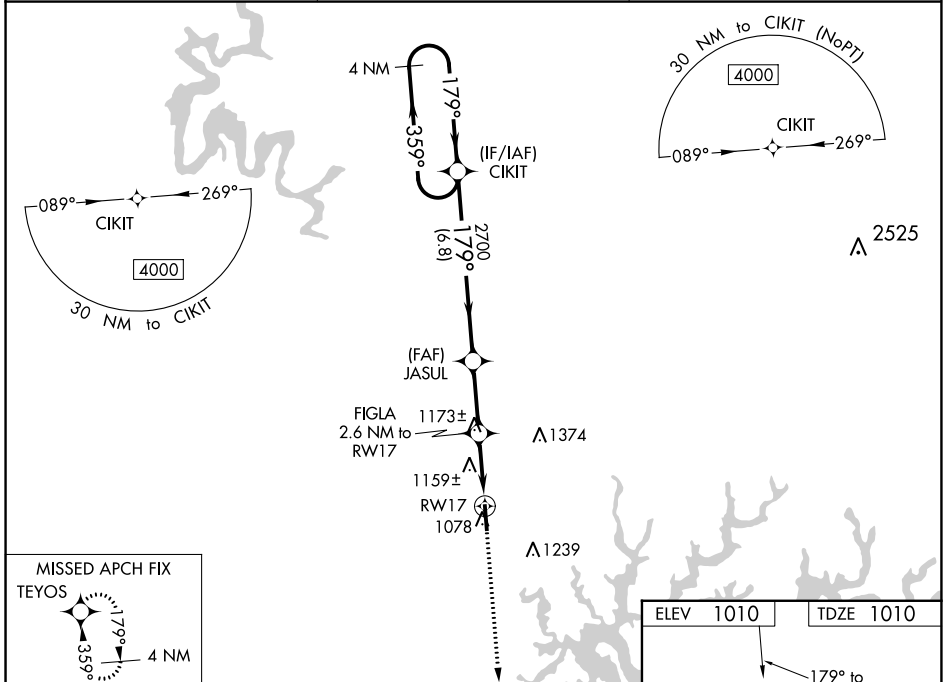 4 NM
179°
359°
(IF/IAF)
CIKIT
2700
179°
(6.8)
30 NM to CIKIT (NoPT)
4000
CIKIT
089°
269°
089°
269°
CIKIT
4000
30 NM to CIKIT
2525
(FAF)
JASUL
FIGLA
2.6 NM to
RW17
1173±
1374
1159±
RW17
1078
1239
MISSED APCH FIX
TEYOS
179°
359°
4 NM
ELEV 1010
TDZE 1010
179° to